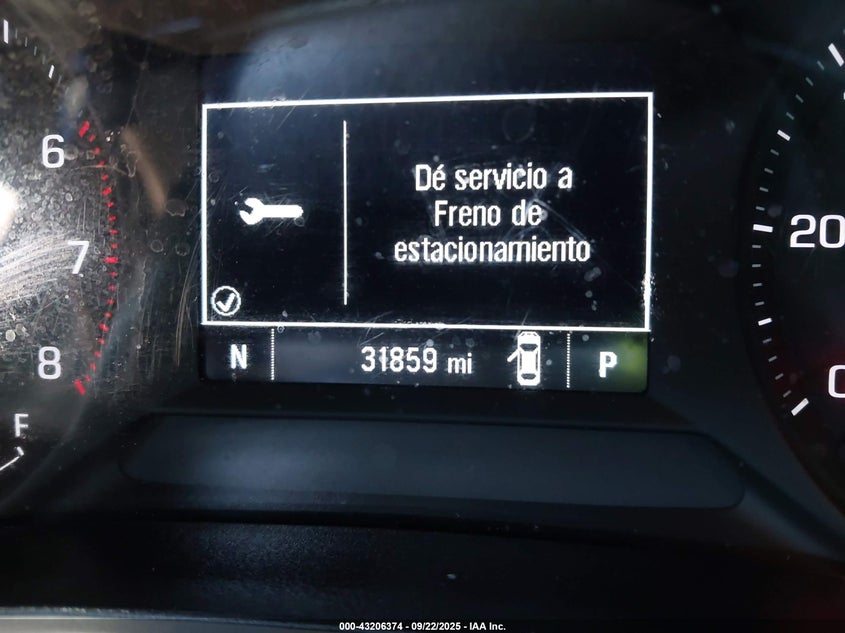 6
7
8
F
Dé servicio a
Freno de
estacionamiento
N
31859 mi
P
20
000-43206374 - 09/22/2025 - IAA Inc.